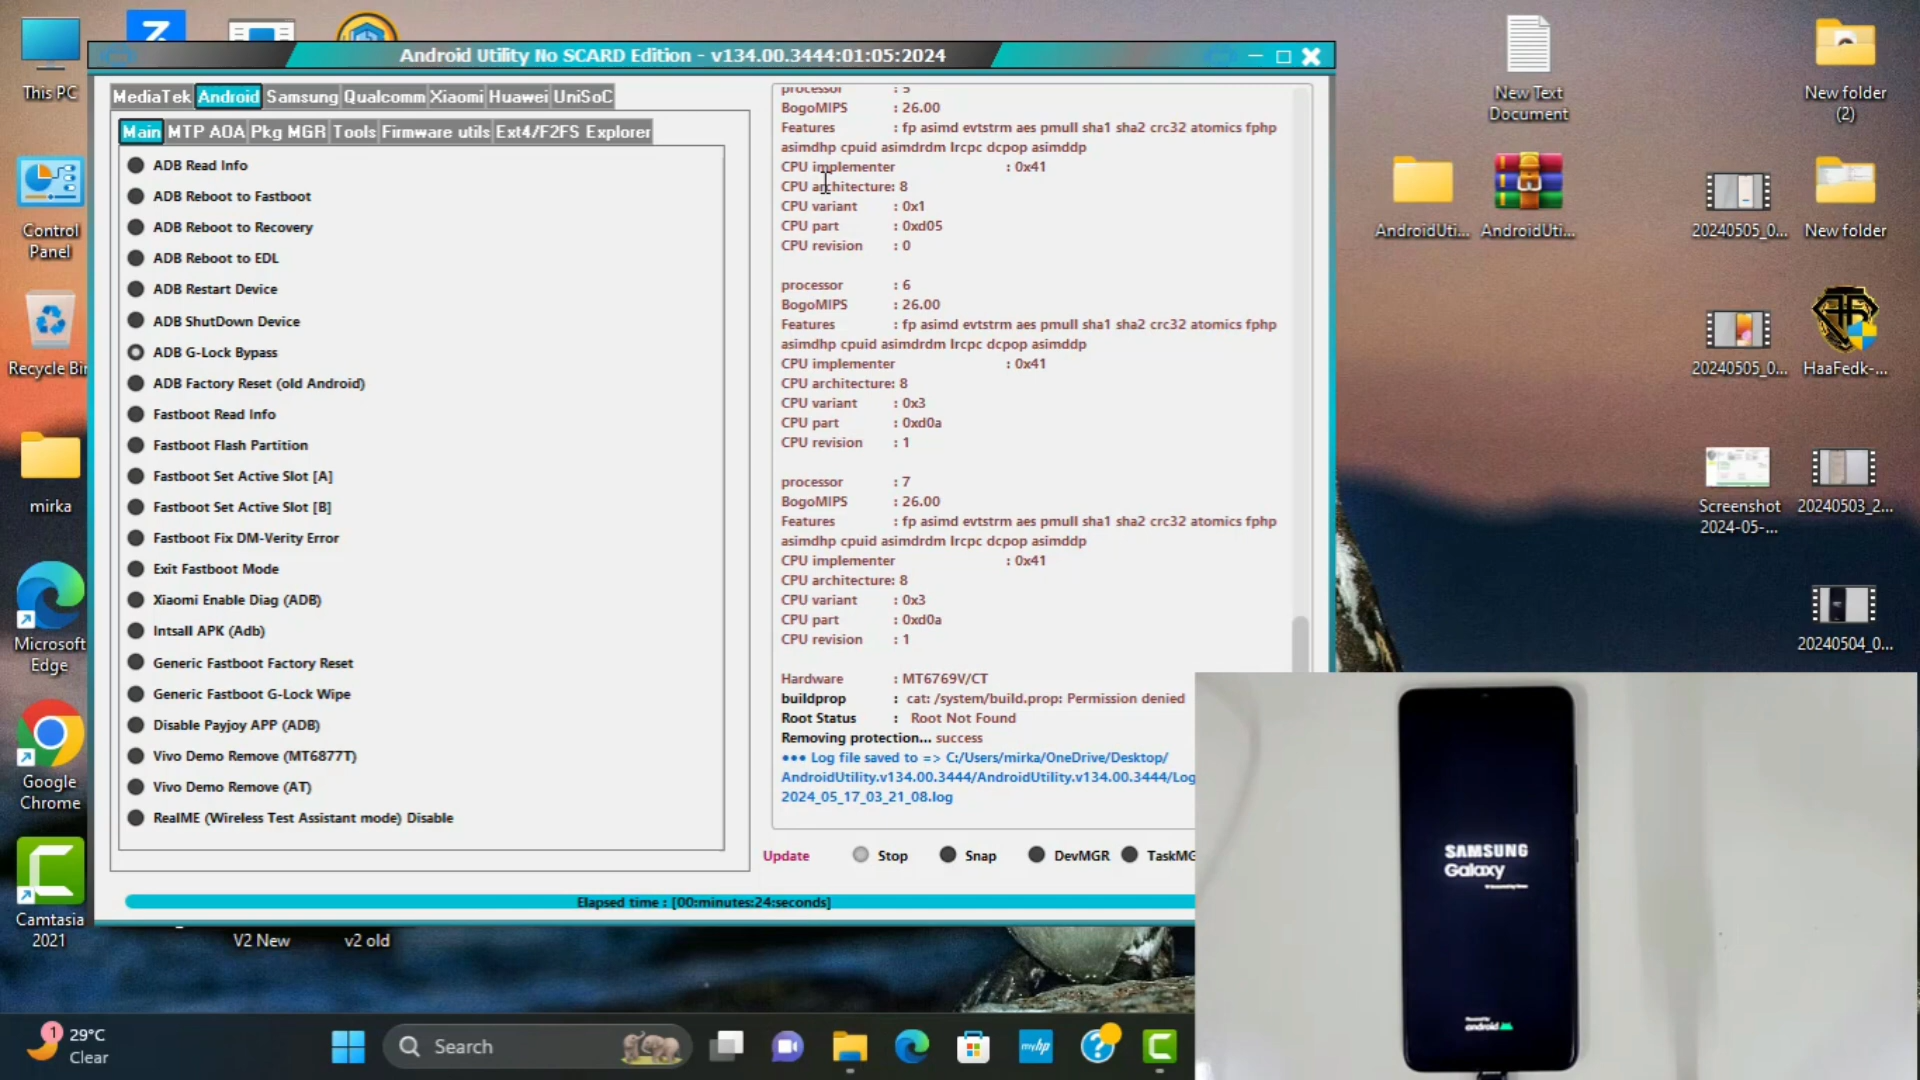 Android Utility No SCARD Edition - v134.00.3444:01:05:2024
MediaTek Android Samsung Qualcomm Xiaomi Huawei UniSoC
Main MTP AOA Pkg MGR Tools Firmware utils Ext4/F2FS Explorer
ADB Read Info
ADB Reboot to Fastboot
ADB Reboot to Recovery
ADB Reboot to EDL
ADB Restart Device
ADB ShutDown Device
ADB G-Lock Bypass
ADB Factory Reset (old Android)
Fastboot Read Info
Fastboot Flash Partition
Fastboot Set Active Slot [A]
Fastboot Set Active Slot [B]
Fastboot Fix DM-Verity Error
Exit Fastboot Mode
Xiaomi Enable Diag (ADB)
Intsall APK (Adb)
Generic Fastboot Factory Reset
Generic Fastboot G-Lock Wipe
Disable Payjoy APP (ADB)
Vivo Demo Remove (MT6877T)
Vivo Demo Remove (AT)
RealME (Wireless Test Assistant mode) Disable
processor : 5
BogoMIPS : 26.00
Features : fp asimd evtstrm aes pmull sha1 sha2 crc32 atomics fphp
asimdhp cpuid asimdrdm lrcpc dcpop asimddp
CPU implementer : 0x41
CPU architecture: 8
CPU variant : 0x1
CPU part : 0xd05
CPU revision : 0
processor : 6
BogoMIPS : 26.00
Features : fp asimd evtstrm aes pmull sha1 sha2 crc32 atomics fphp
asimdhp cpuid asimdrdm lrcpc dcpop asimddp
CPU implementer : 0x41
CPU architecture: 8
CPU variant : 0x3
CPU part : 0xd0a
CPU revision : 1
processor : 7
BogoMIPS : 26.00
Features : fp asimd evtstrm aes pmull sha1 sha2 crc32 atomics fphp
asimdhp cpuid asimdrdm lrcpc dcpop asimddp
CPU implementer : 0x41
CPU architecture: 8
CPU variant : 0x3
CPU part : 0xd0a
CPU revision : 1
Hardware : MT6769V/CT
buildprop : cat: /system/build.prop: Permission denied
Root Status : Root Not Found
Removing protection... success
••• Log file saved to => C:/Users/mirka/OneDrive/Desktop/
AndroidUtility.v134.00.3444/AndroidUtility.v134.00.3444/Log
2024_05_17_03_21_08.log
Update Stop Snap DevMGR TaskMG
Elapsed time : [00:minutes:24:seconds]
This PC
Control
Panel
Recycle Bin
mirka
Microsoft
Edge
Google
Chrome
Camtasia
2021
V2 New
v2 old
New Text
Document
New folder
(2)
AndroidUti...
AndroidUti...
20240505_0...
New folder
20240505_0...
HaaFedk-...
Screenshot
2024-05-...
20240503_2...
20240504_0...
SAMSUNG
Galaxy
android
1
29°C
Clear
Search
myhp